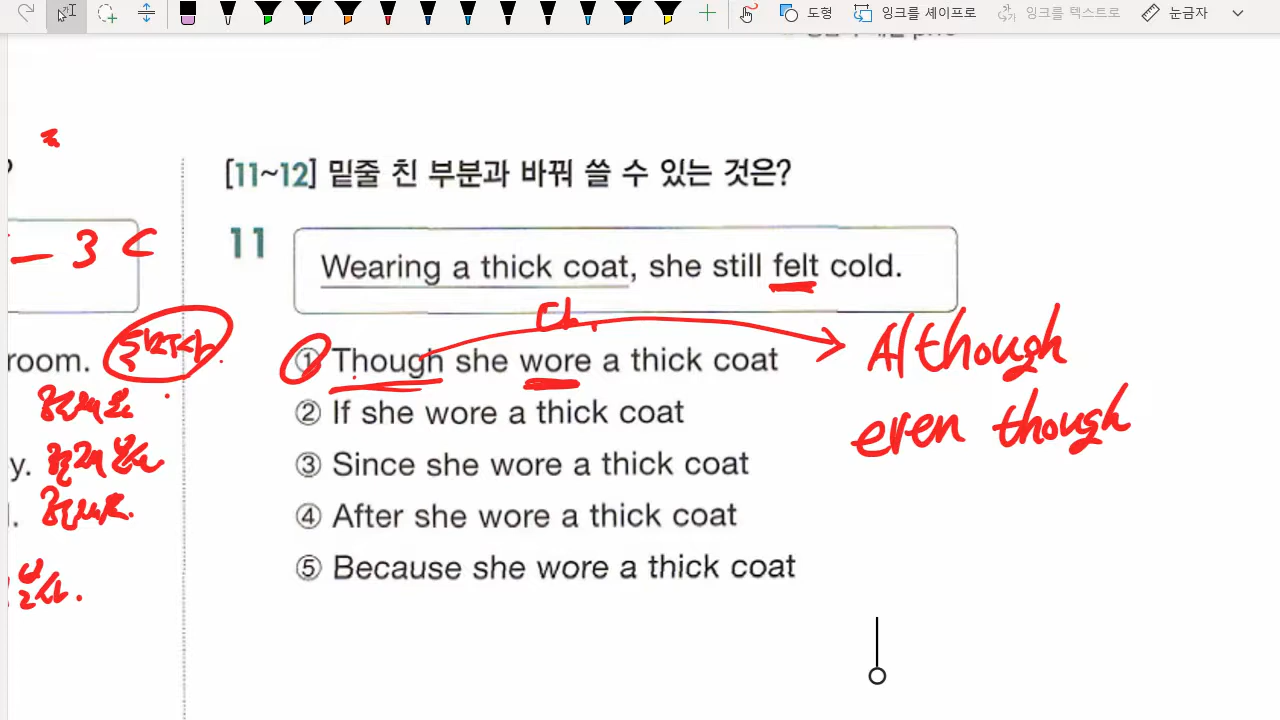 도형 잉크를 셰이프로 잉크를 텍스트로 눈금자
[11~12] 밑줄 친 부분과 바꿔 쓸 수 있는 것은?
11
Wearing a thick coat, she still felt cold.
- 3 C
① Though she wore a thick coat
Although
room.
② If she wore a thick coat
even though
y.
③ Since she wore a thick coat
④ After she wore a thick coat
⑤ Because she wore a thick coat